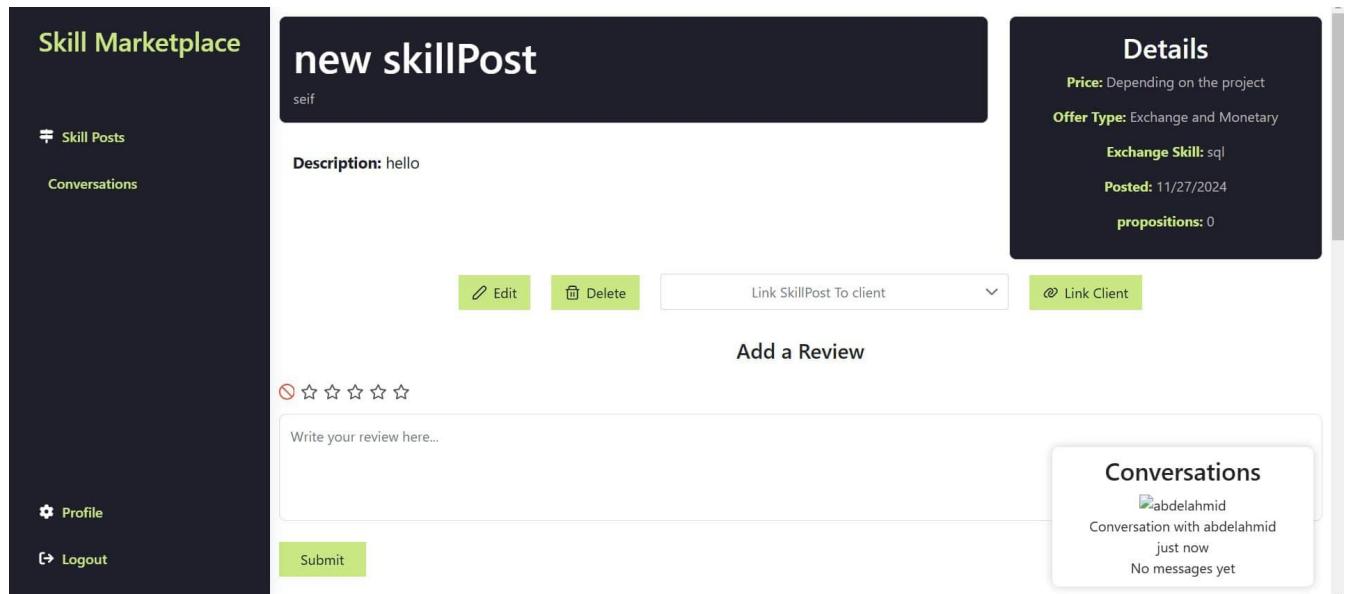 Skill Marketplace
Skill Posts
Conversations
Profile
Logout
new skillPost
seif
Description: hello
Details
Price: Depending on the project
Offer Type: Exchange and Monetary
Exchange Skill: sql
Posted: 11/27/2024
propositions: 0
Edit
Delete
Link SkillPost To client
Link Client
Add a Review
Write your review here...
Submit
Conversations
abdelahmid
Conversation with abdelahmid
just now
No messages yet